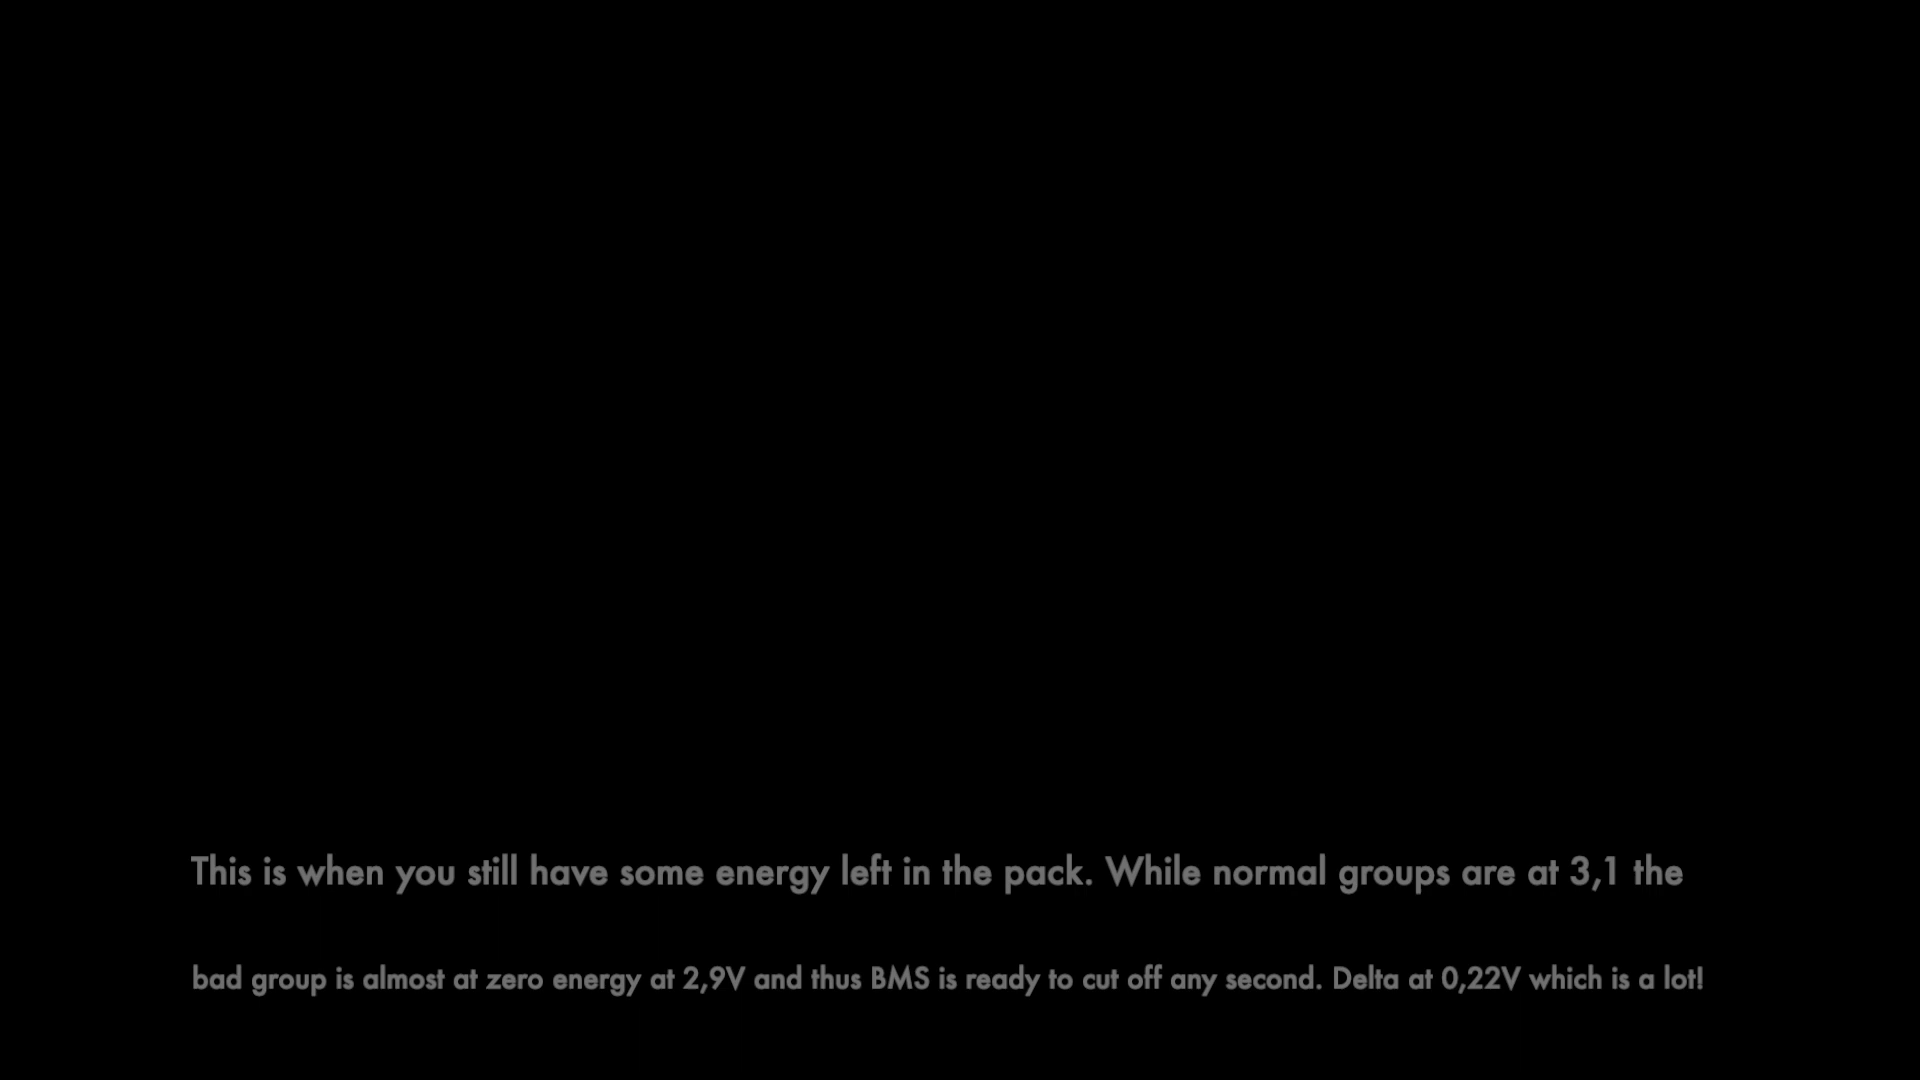 This is when you still have some energy left in the pack. While normal groups are at 3,1 the
bad group is almost at zero energy at 2,9V and thus BMS is ready to cut off any second. Delta at 0,22V which is a lot!